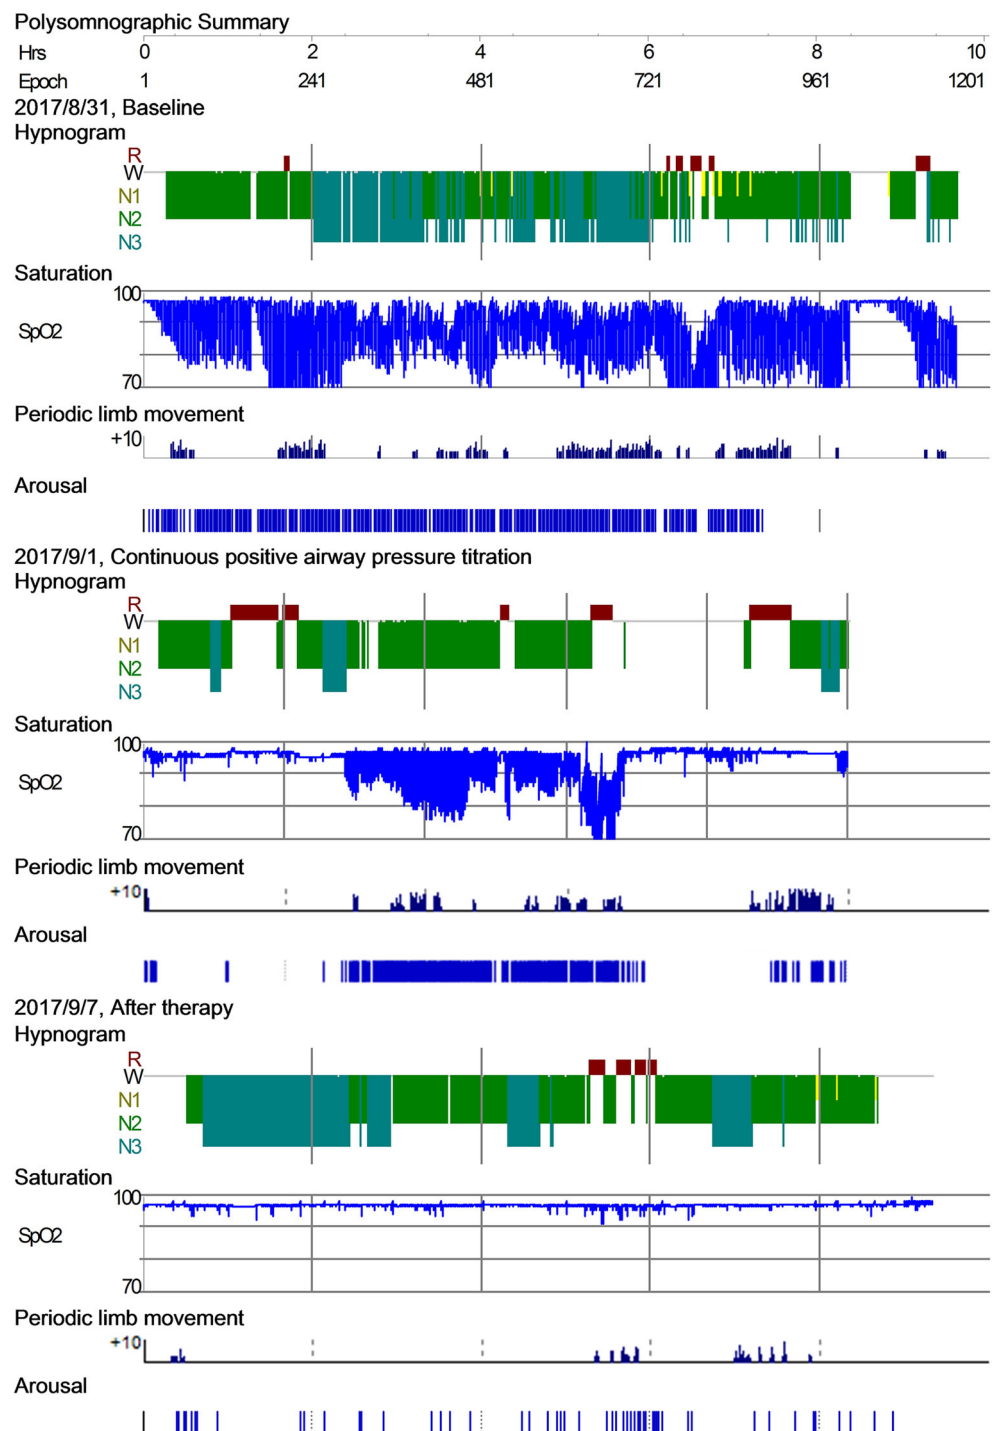 Polysomnographic Summary
Hrs 0 2 4 6 8 10
Epoch 1 241 481 721 961 1201
2017/8/31, Baseline
Hypnogram
R
W
N1
N2
N3
Saturation
100
SpO2
70
Periodic limb movement
+10
Arousal
2017/9/1, Continuous positive airway pressure titration
Hypnogram
R
W
N1
N2
N3
Saturation
100
SpO2
70
Periodic limb movement
+10
Arousal
2017/9/7, After therapy
Hypnogram
R
W
N1
N2
N3
Saturation
100
SpO2
70
Periodic limb movement
+10
Arousal